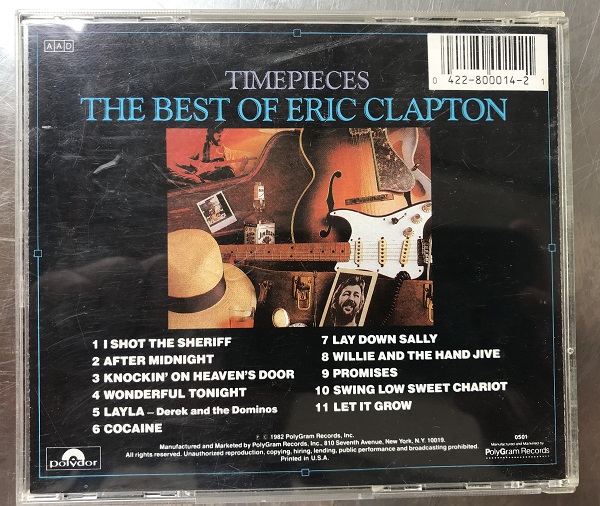 AAD
TIMEPIECES
THE BEST OF ERIC CLAPTON
0 422-800014-2 1
1 I SHOT THE SHERIFF
2 AFTER MIDNIGHT
3 KNOCKIN' ON HEAVEN'S DOOR
4 WONDERFUL TONIGHT
5 LAYLA – Derek and the Dominos
6 COCAINE
7 LAY DOWN SALLY
8 WILLIE AND THE HAND JIVE
9 PROMISES
10 SWING LOW SWEET CHARIOT
11 LET IT GROW
polydor
Ⓟ © 1982 PolyGram Records, Inc.
Manufactured and Marketed by PolyGram Records, Inc., 810 Seventh Avenue, New York, N.Y. 10019.
All rights reserved. Unauthorized reproduction, copying, hiring, lending, public performance and broadcasting prohibited.
Printed in U.S.A.
0501
Manufactured and Marketed by
PolyGram Records